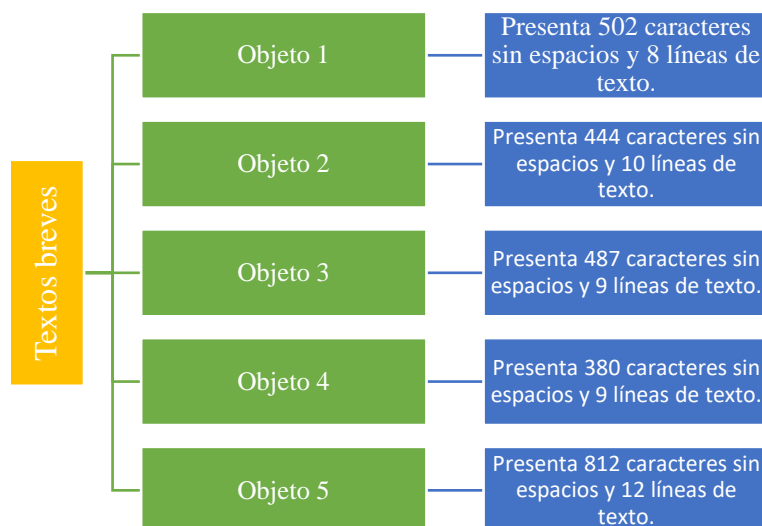 Textos breves
Objeto 1
Presenta 502 caracteres
sin espacios y 8 líneas de
texto.
Objeto 2
Presenta 444 caracteres sin
espacios y 10 líneas de
texto.
Objeto 3
Presenta 487 caracteres sin
espacios y 9 líneas de texto.
Objeto 4
Presenta 380 caracteres sin
espacios y 9 líneas de texto.
Objeto 5
Presenta 812 caracteres sin
espacios y 12 líneas de
texto.